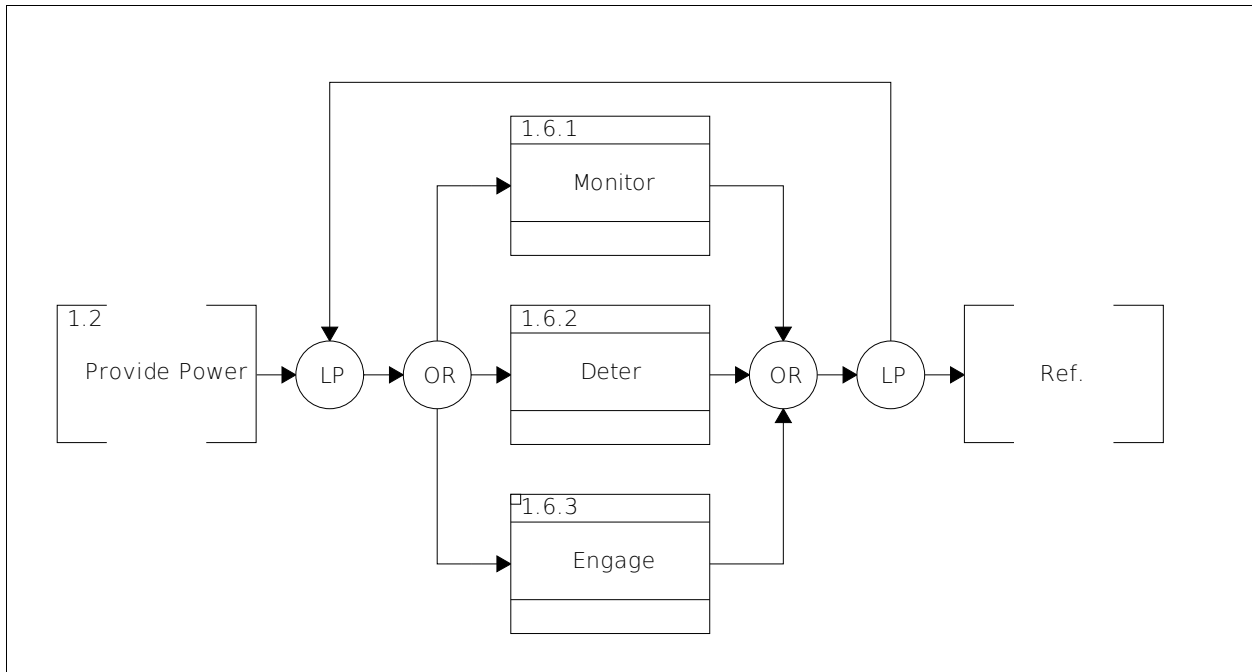 1.6.1
Monitor
1.2
Provide Power
LP
OR
1.6.2
Deter
OR
LP
Ref.
1.6.3
Engage